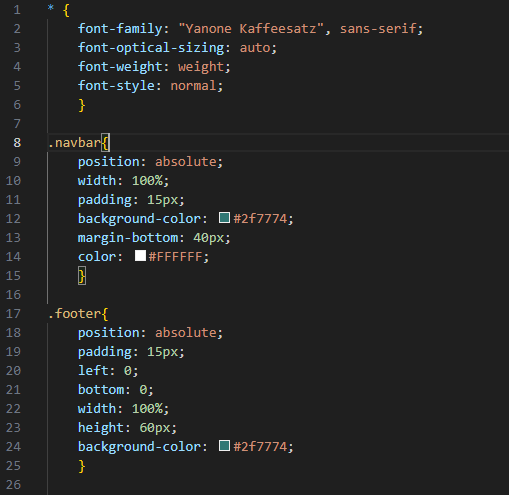 1 * {
2 font-family: "Yanone Kaffeesatz", sans-serif;
3 font-optical-sizing: auto;
4 font-weight: weight;
5 font-style: normal;
6 }
7
8 .navbar{
9 position: absolute;
10 width: 100%;
11 padding: 15px;
12 background-color: #2f7774;
13 margin-bottom: 40px;
14 color: #FFFFFF;
15 }
16
17 .footer{
18 position: absolute;
19 padding: 15px;
20 left: 0;
21 bottom: 0;
22 width: 100%;
23 height: 60px;
24 background-color: #2f7774;
25 }
26